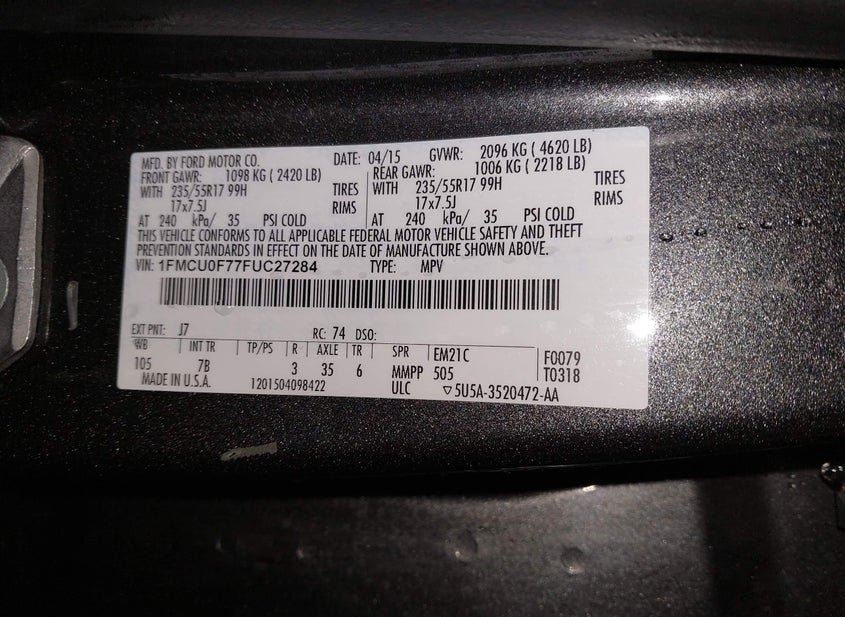 MFD. BY FORD MOTOR CO. DATE: 04/15 GVWR: 2096 KG ( 4620 LB)
FRONT GAWR: 1098 KG ( 2420 LB) REAR GAWR: 1006 KG ( 2218 LB)
WITH 235/55R17 99H TIRES WITH 235/55R17 99H TIRES
17x7.5J RIMS 17x7.5J RIMS
AT 240 kPa/ 35 PSI COLD AT 240 kPa/ 35 PSI COLD
THIS VEHICLE CONFORMS TO ALL APPLICABLE FEDERAL MOTOR VEHICLE SAFETY AND THEFT
PREVENTION STANDARDS IN EFFECT ON THE DATE OF MANUFACTURE SHOWN ABOVE.
VIN: 1FMCU0F77FUC27284 TYPE: MPV
EXT PNT: J7 RC: 74 DSO:
WB INT TR TP/PS R AXLE TR SPR EM21C F0079
105 7B 3 35 6 MMPP 505 T0318
MADE IN U.S.A. 1201504098422 ULC ▽5U5A-3520472-AA